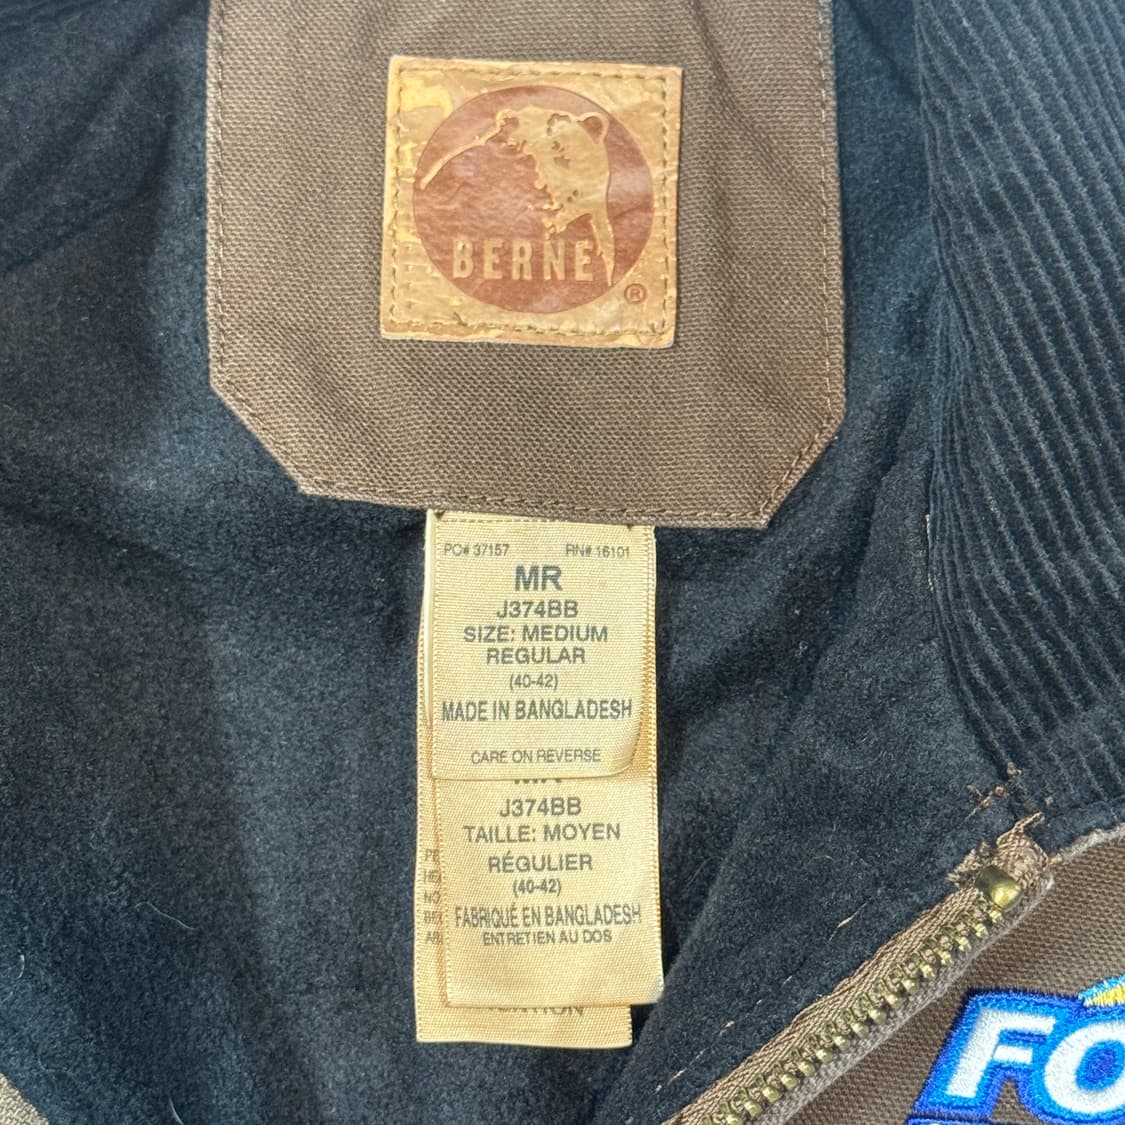 BERNE
®
PO# 37157 RN# 16101
MR
J374BB
SIZE: MEDIUM
REGULAR
(40-42)
MADE IN BANGLADESH
CARE ON REVERSE
J374BB
TAILLE: MOYEN
RÉGULIER
(40-42)
FABRIQUÉ EN BANGLADESH
ENTRETIEN AU DOS
FO